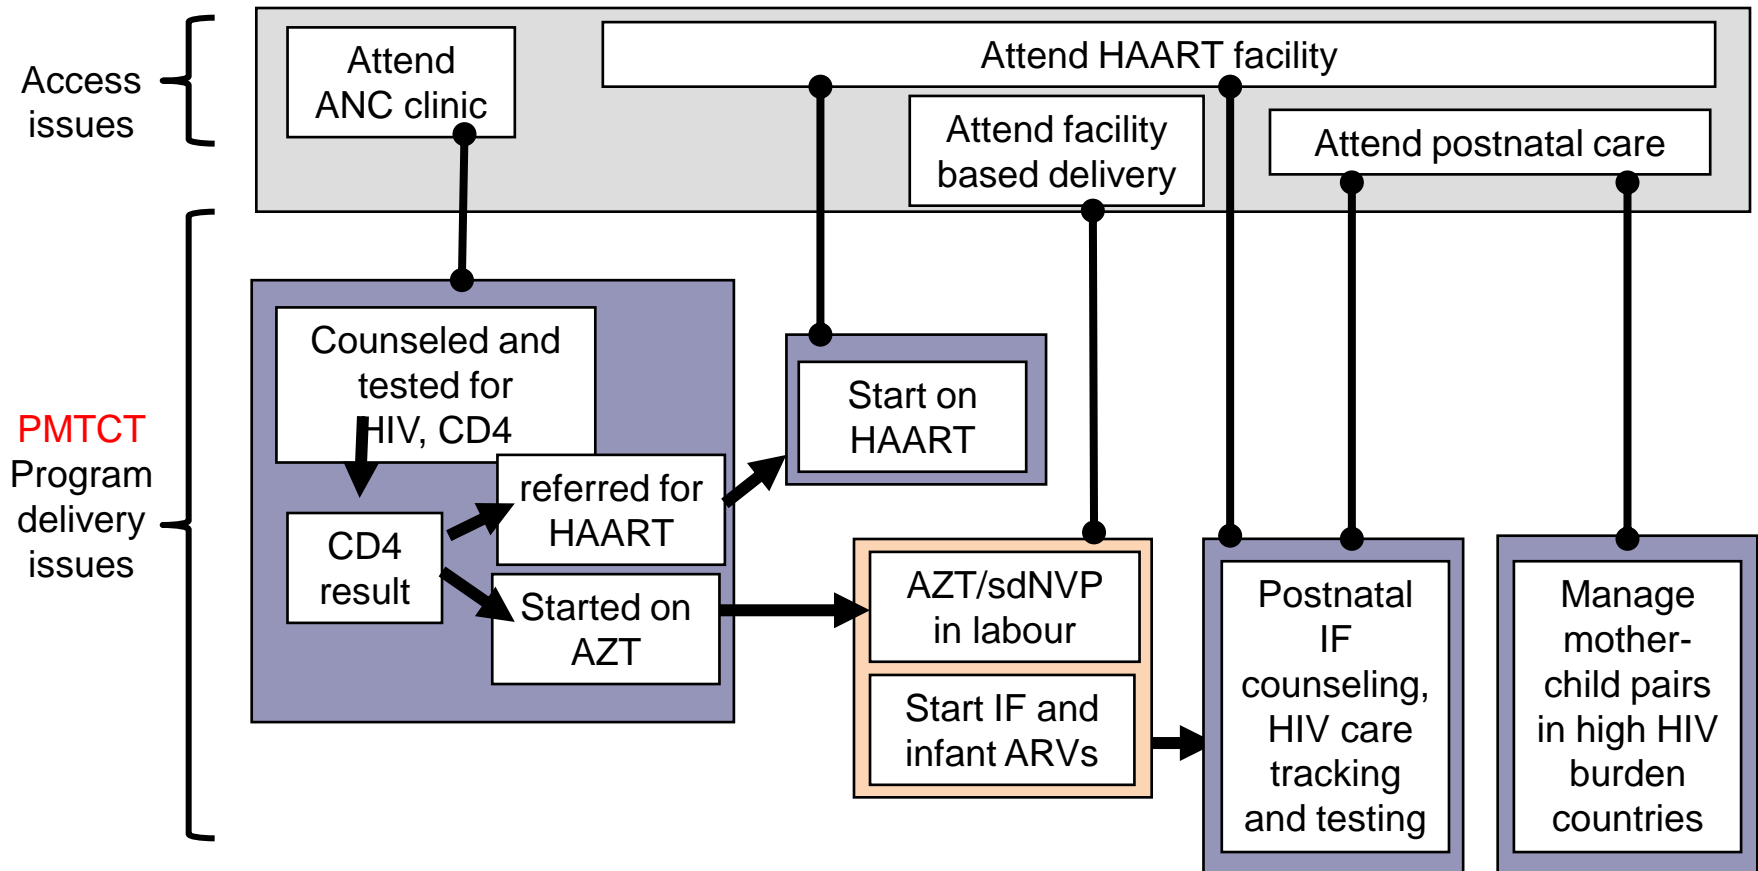 Access
issues
Attend
ANC clinic
Attend HAART facility
Attend facility
based delivery
Attend postnatal care
PMTCT
Program
delivery
issues
Counseled and
tested for
HIV, CD4
CD4
result
referred for
HAART
Started on
AZT
Start on
HAART
AZT/sdNVP
in labour
Start IF and
infant ARVs
Postnatal
IF
counseling,
HIV care
tracking
and testing
Manage
mother-
child pairs
in high HIV
burden
countries